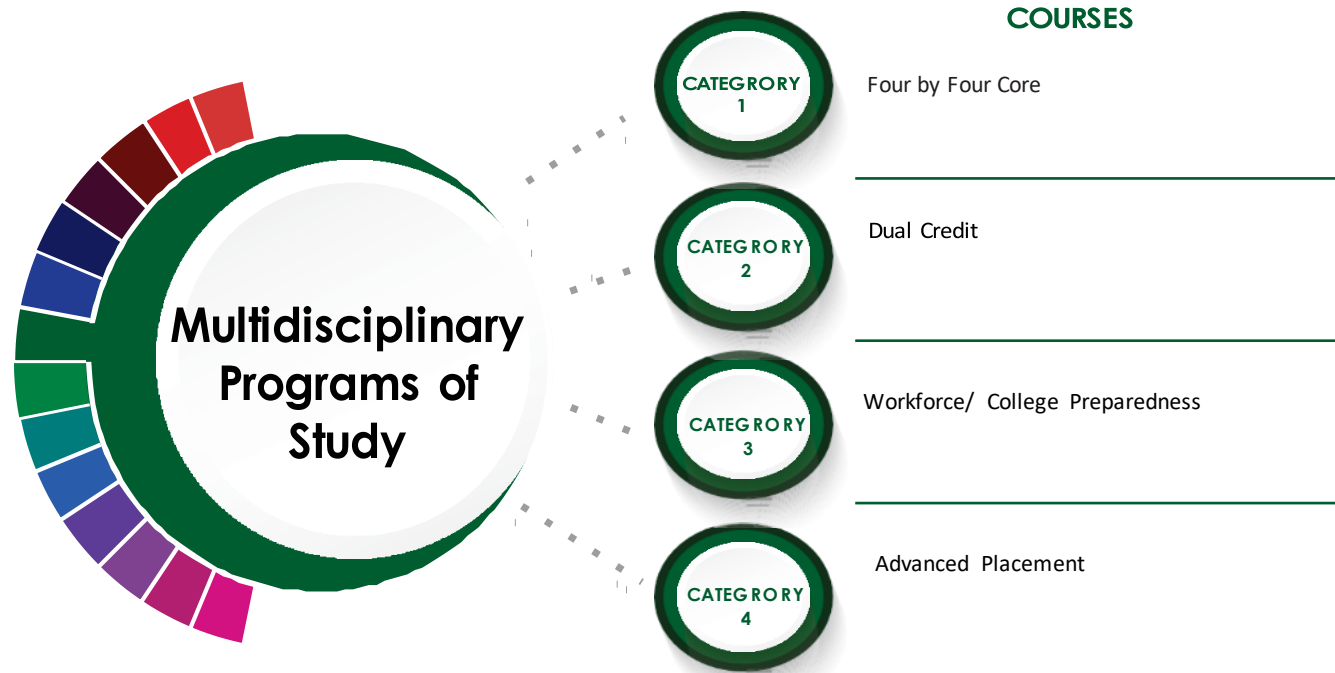 COURSES
CATEGRORY
1
Four by Four Core
CATEGRORY
2
Dual Credit
Multidisciplinary
Programs of
Study
CATEGRORY
3
Workforce/ College Preparedness
CATEGRORY
4
Advanced Placement